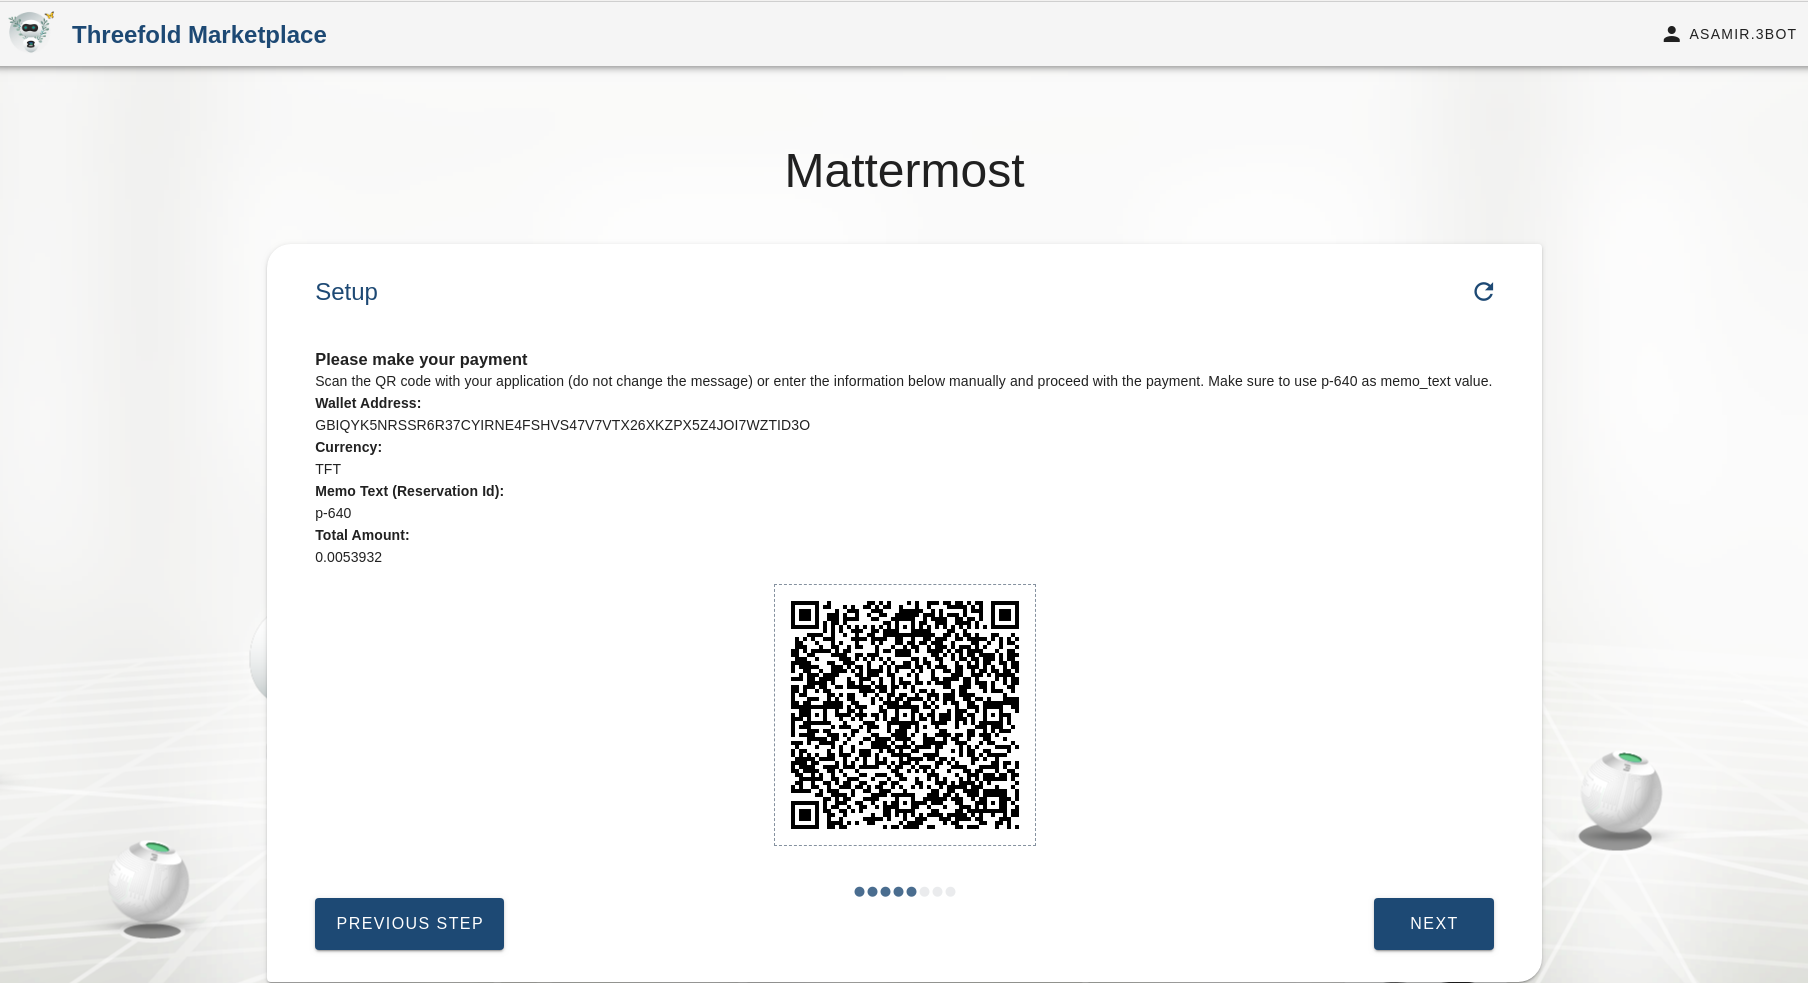 Threefold Marketplace
ASAMIR.3BOT
Mattermost
Setup
Please make your payment
Scan the QR code with your application (do not change the message) or enter the information below manually and proceed with the payment. Make sure to use p-640 as memo_text value.
Wallet Address:
GBIQYK5NRSSR6R37CYIRNE4FSHVS47V7VTX26XKZPX5Z4JOI7WZTID3O
Currency:
TFT
Memo Text (Reservation Id):
p-640
Total Amount:
0.0053932
PREVIOUS STEP
NEXT